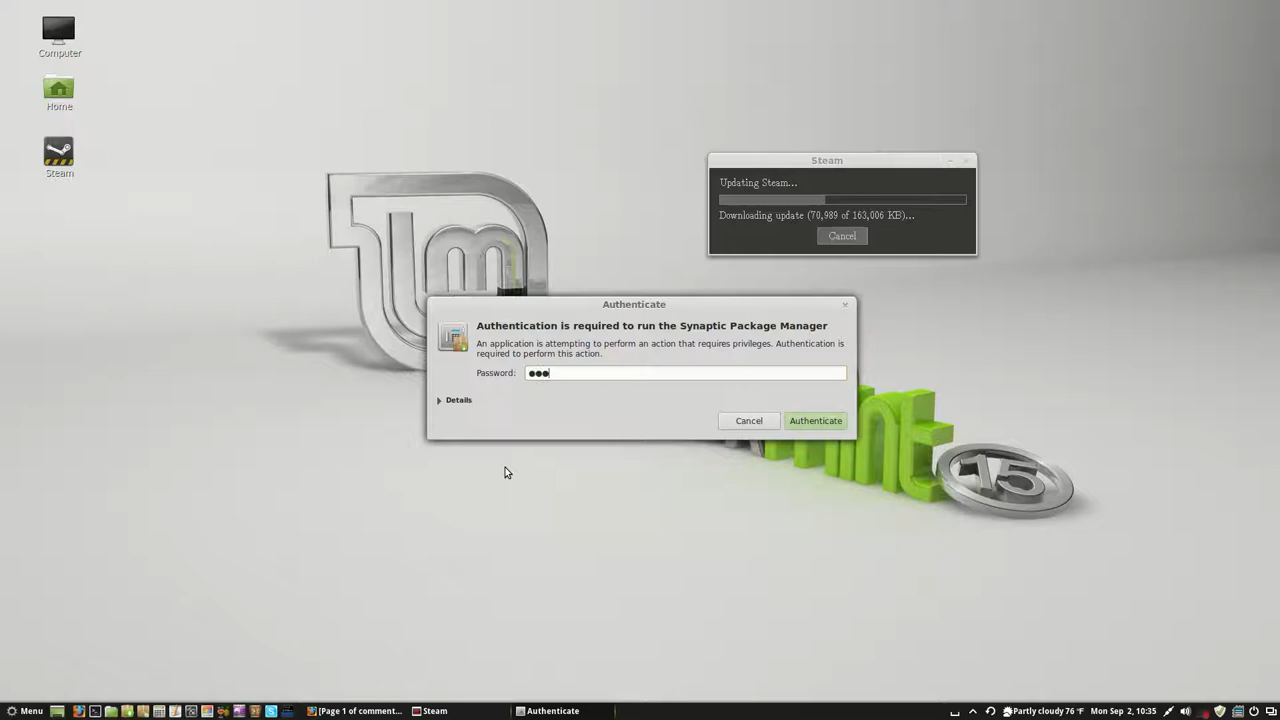 Computer
Home
Steam
Steam
Updating Steam...
Downloading update (70,989 of 163,006 KB)...
Cancel
Authenticate
Authentication is required to run the Synaptic Package Manager
An application is attempting to perform an action that requires privileges. Authentication is
required to perform this action.
Password: ●●●
Details
Cancel
Authenticate
15
Menu
[Page 1 of comment...
Steam
Authenticate
Partly cloudy 76 °F
Mon Sep 2, 10:35